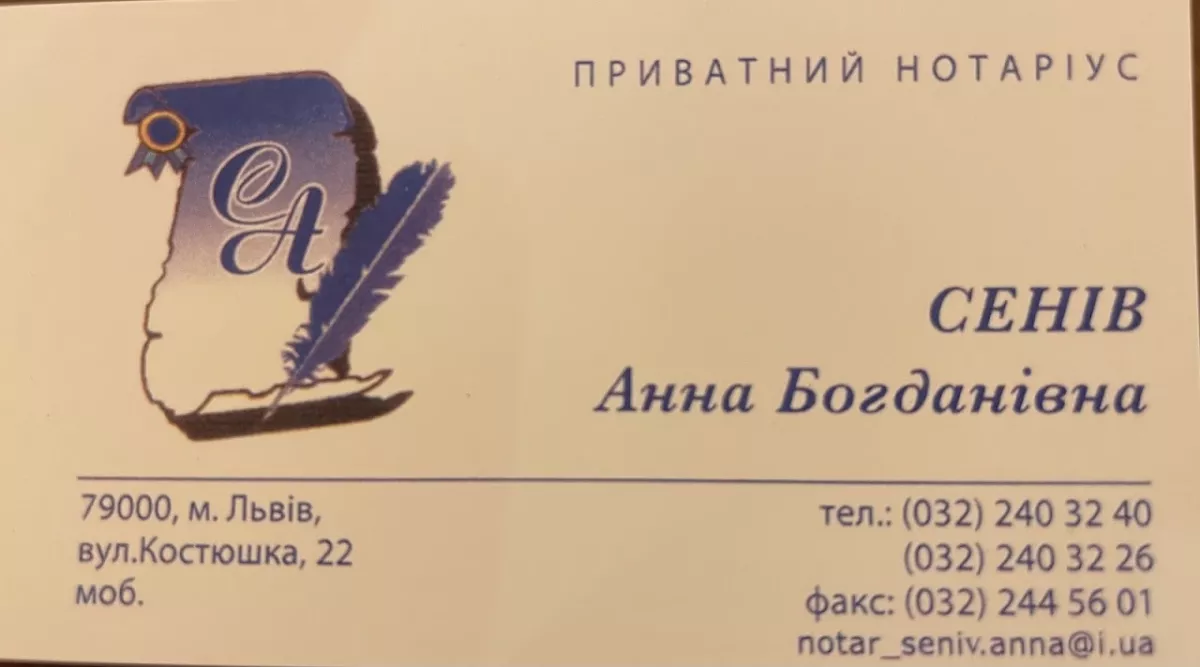 ПРИВАТНИЙ НОТАРІУС
СА
СЕНІВ
Анна Богданівна
79000, м. Львів,
вул.Костюшка, 22
моб.
тел.: (032) 240 32 40
(032) 240 32 26
факс: (032) 244 56 01
notar_seniv.anna@i.ua